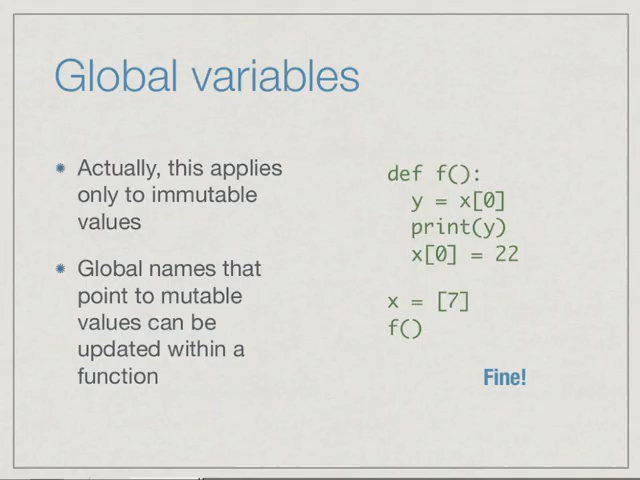 Global variables
Actually, this applies
only to immutable
values
Global names that
point to mutable
values can be
updated within a
function
def f():
  y = x[0]
  print(y)
  x[0] = 22
x = [7]
f()
Fine!